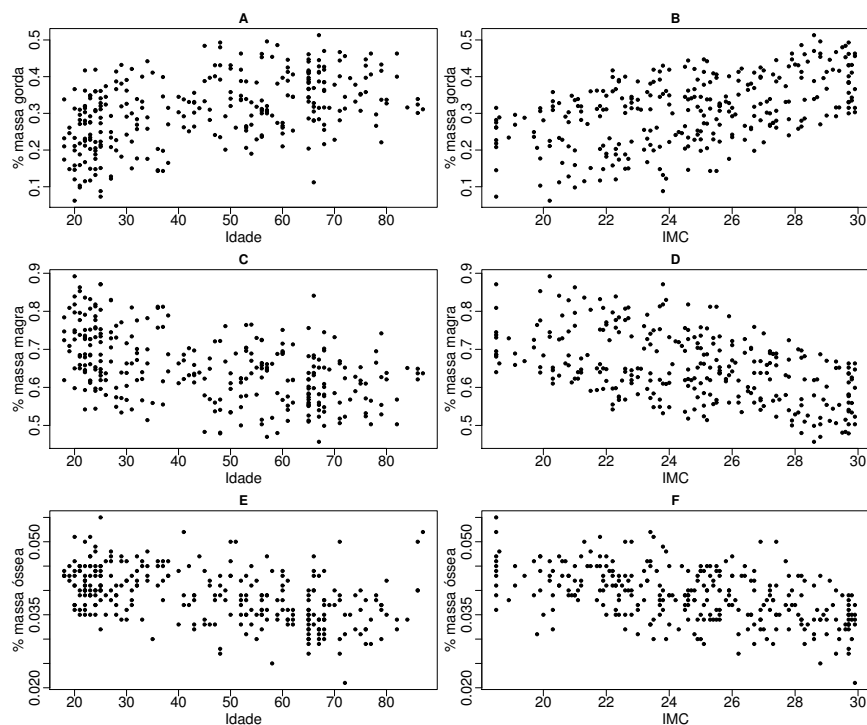 A
% massa gorda
0.1 0.2 0.3 0.4 0.5
20 30 40 50 60 70 80
Idade
B
% massa gorda
0.1 0.2 0.3 0.4 0.5
20 22 24 26 28 30
IMC
C
% massa magra
0.5 0.6 0.7 0.8 0.9
20 30 40 50 60 70 80
Idade
D
% massa magra
0.5 0.6 0.7 0.8 0.9
20 22 24 26 28 30
IMC
E
% massa óssea
0.020 0.035 0.050
20 30 40 50 60 70 80
Idade
F
% massa óssea
0.020 0.035 0.050
20 22 24 26 28 30
IMC